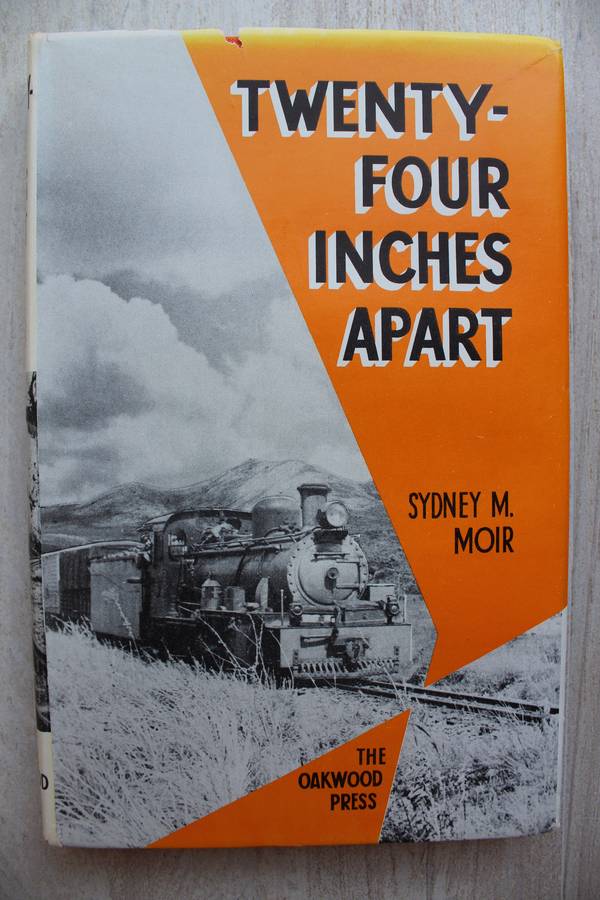 TWENTY-
FOUR
INCHES
APART
SYDNEY M.
MOIR
THE
OAKWOOD
PRESS